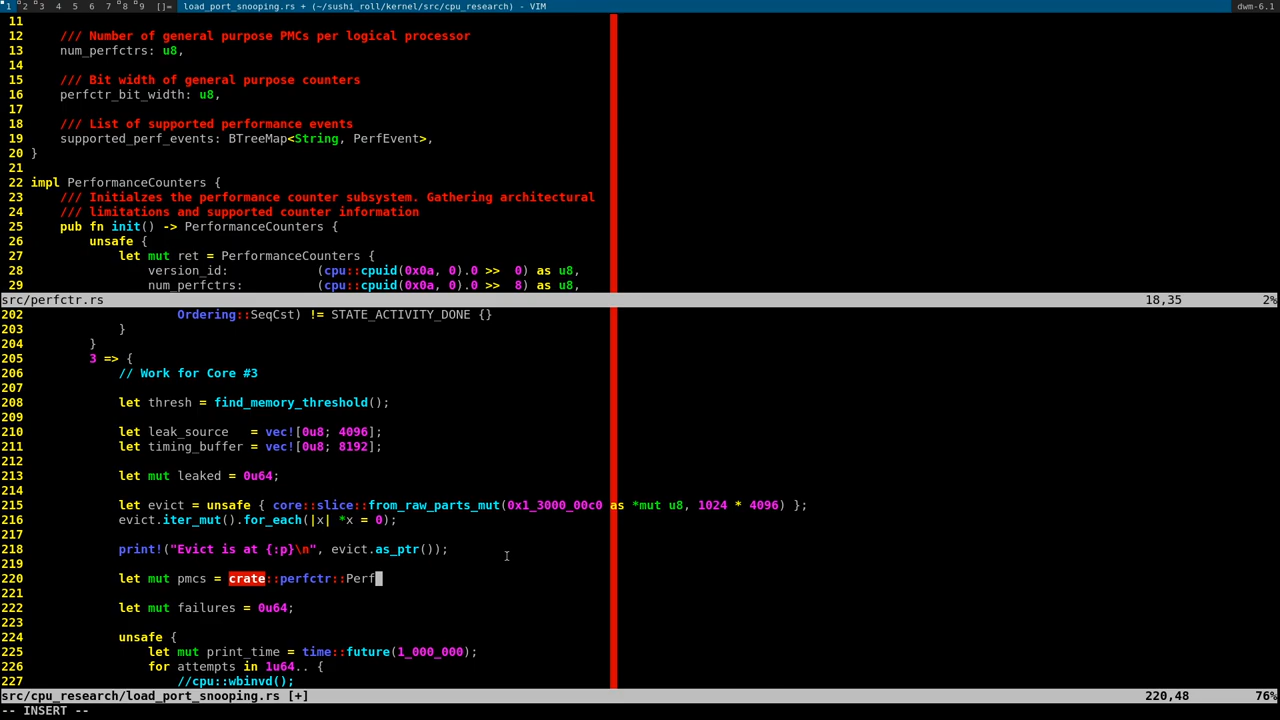 1 2 3 4 5 6 7 8 9 []= load_port_snooping.rs + (~/sushi_roll/kernel/src/cpu_research) - VIM dwm-6.1
11
12     /// Number of general purpose PMCs per logical processor
13     num_perfctrs: u8,
14
15     /// Bit width of general purpose counters
16     perfctr_bit_width: u8,
17
18     /// List of supported performance events
19     supported_perf_events: BTreeMap<String, PerfEvent>,
20 }
21
22 impl PerformanceCounters {
23     /// Initialzes the performance counter subsystem. Gathering architectural
24     /// limitations and supported counter information
25     pub fn init() -> PerformanceCounters {
26         unsafe {
27             let mut ret = PerformanceCounters {
28                 version_id:            (cpu::cpuid(0x0a, 0).0 >>  0) as u8,
29                 num_perfctrs:          (cpu::cpuid(0x0a, 0).0 >>  8) as u8,
src/perfctr.rs 18,35 2%
202                     Ordering::SeqCst) != STATE_ACTIVITY_DONE {}
203             }
204         }
205         3 => {
206             // Work for Core #3
207
208             let thresh = find_memory_threshold();
209
210             let leak_source   = vec![0u8; 4096];
211             let timing_buffer = vec![0u8; 8192];
212
213             let mut leaked = 0u64;
214
215             let evict = unsafe { core::slice::from_raw_parts_mut(0x1_3000_00c0 as *mut u8, 1024 * 4096) };
216             evict.iter_mut().for_each(|x| *x = 0);
217
218             print!("Evict is at {:p}\n", evict.as_ptr());
219
220             let mut pmcs = crate::perfctr::Perf
221
222             let mut failures = 0u64;
223
224             unsafe {
225                 let mut print_time = time::future(1_000_000);
226                 for attempts in 1u64.. {
227                     //cpu::wbinvd();
src/cpu_research/load_port_snooping.rs [+] 220,48 76%
-- INSERT --